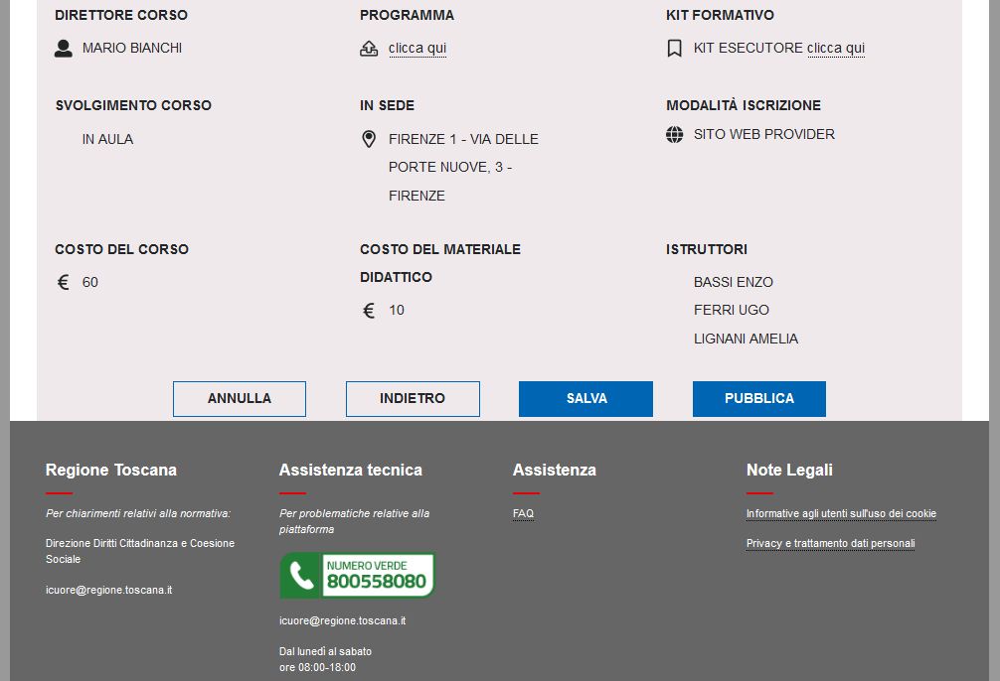 DIRETTORE CORSO
MARIO BIANCHI
PROGRAMMA
clicca qui
KIT FORMATIVO
KIT ESECUTORE clicca qui
SVOLGIMENTO CORSO
IN AULA
IN SEDE
FIRENZE 1 - VIA DELLE
PORTE NUOVE, 3 -
FIRENZE
MODALITÀ ISCRIZIONE
SITO WEB PROVIDER
COSTO DEL CORSO
€ 60
COSTO DEL MATERIALE
DIDATTICO
€ 10
ISTRUTTORI
BASSI ENZO
FERRI UGO
LIGNANI AMELIA
ANNULLA
INDIETRO
SALVA
PUBBLICA
Regione Toscana
Per chiarimenti relativi alla normativa:
Direzione Diritti Cittadinanza e Coesione
Sociale
icuore@regione.toscana.it
Assistenza tecnica
Per problematiche relative alla
piattaforma
NUMERO VERDE
800558080
icuore@regione.toscana.it
Dal lunedì al sabato
ore 08:00-18:00
Assistenza
FAQ
Note Legali
Informative agli utenti sull'uso dei cookie
Privacy e trattamento dati personali